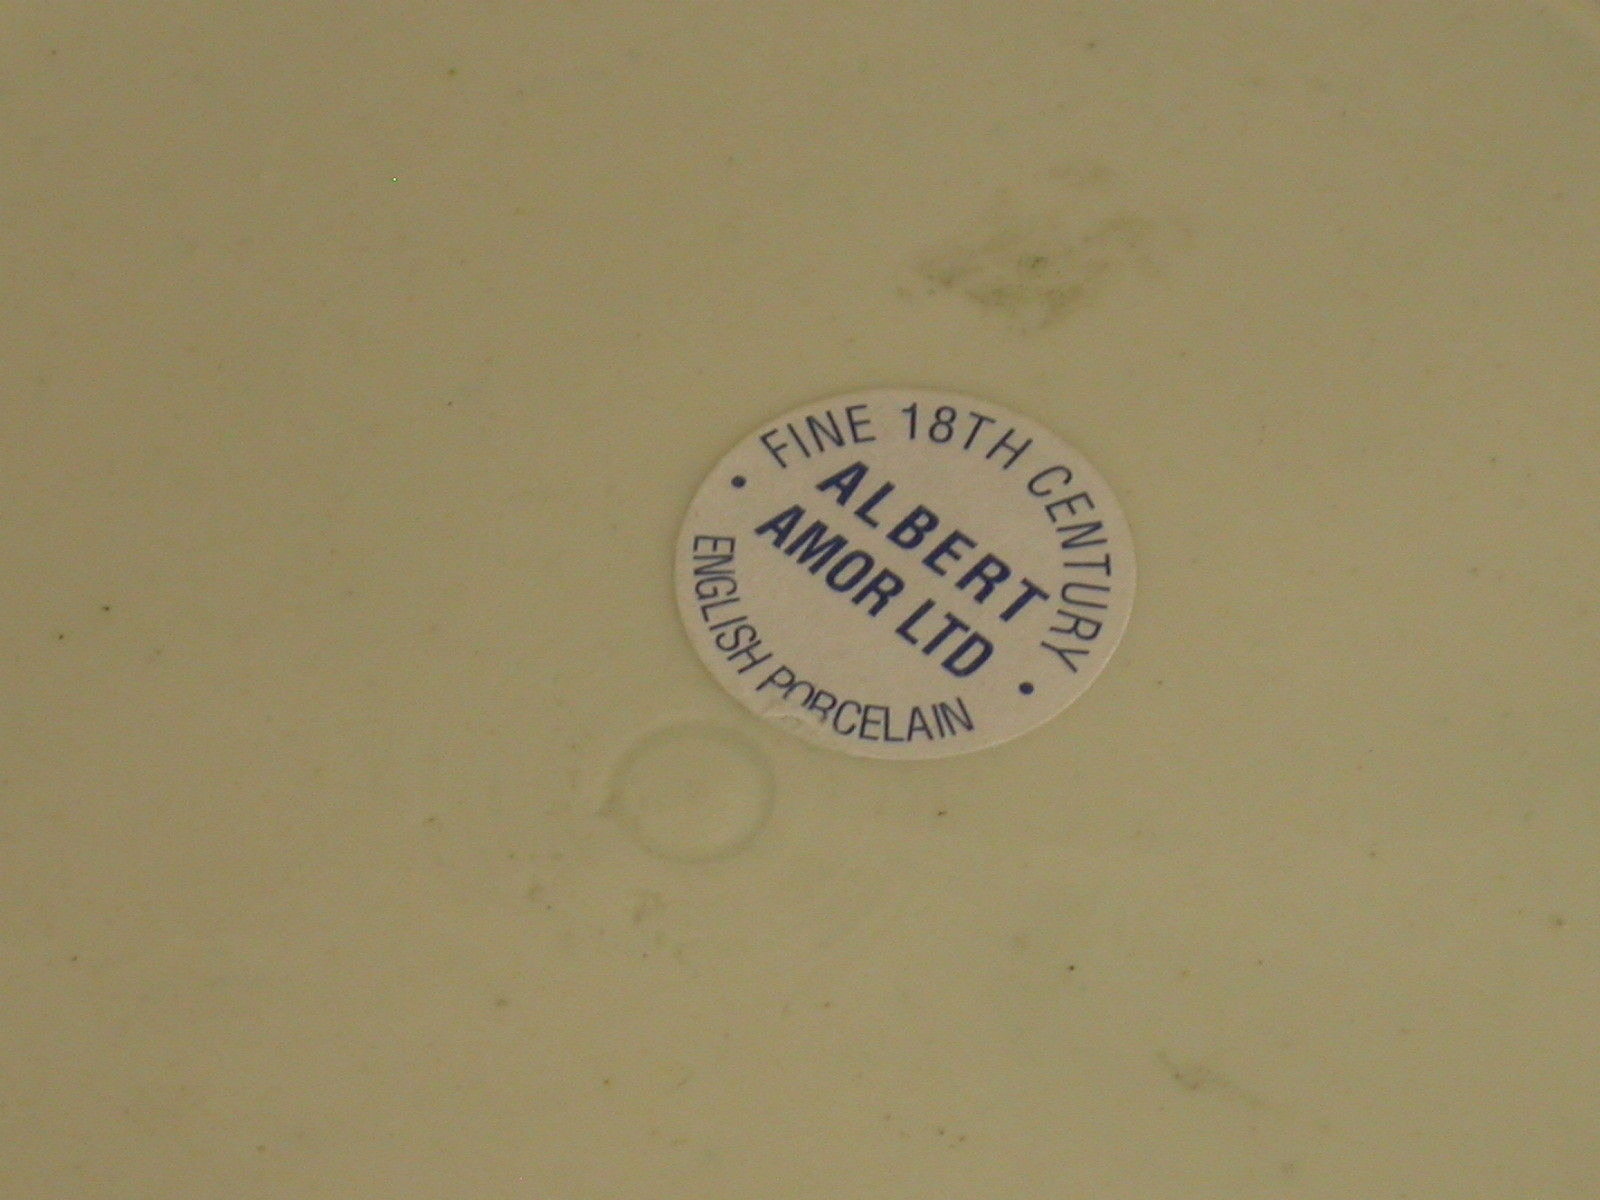 FINE 18TH CENTURY
ALBERT
AMOR LTD
ENGLISH PORCELAIN